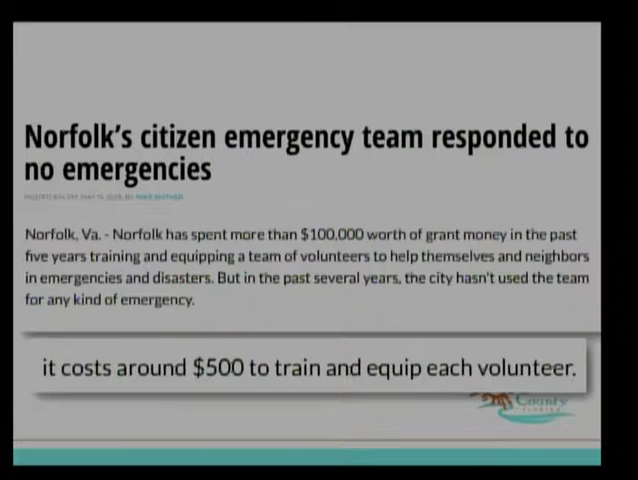 Norfolk's citizen emergency team responded to
no emergencies
Norfolk, Va. - Norfolk has spent more than $100,000 worth of grant money in the past
five years training and equipping a team of volunteers to help themselves and neighbors
in emergencies and disasters. But in the past several years, the city hasn't used the team
for any kind of emergency.
it costs around $500 to train and equip each volunteer.
County
FLORIDA